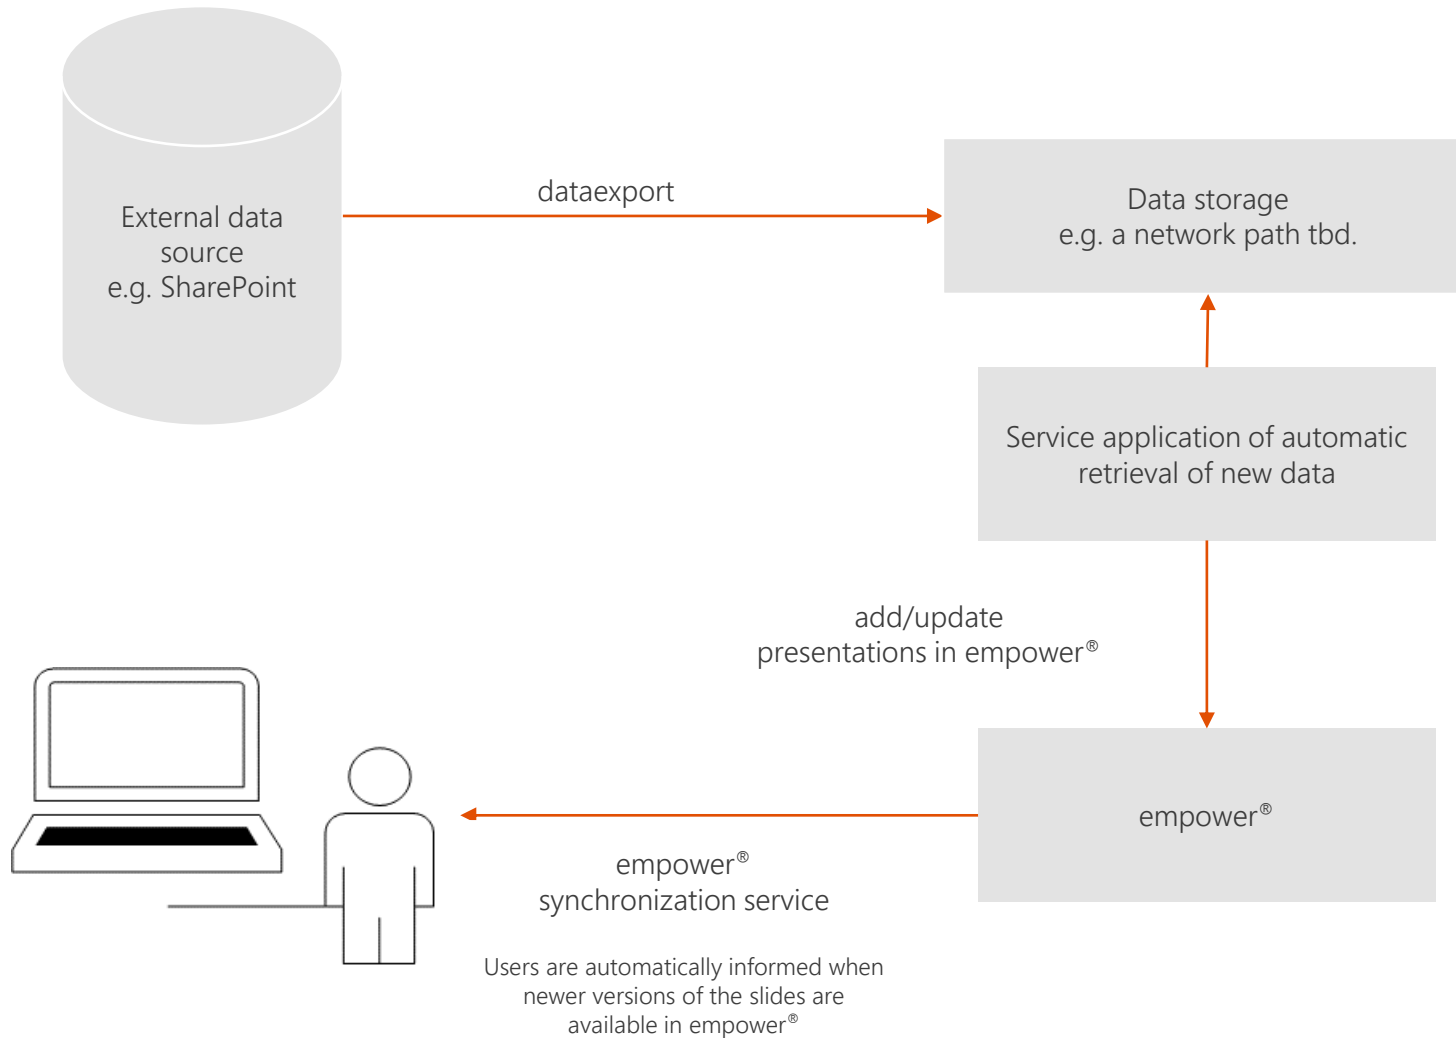 External data
source
e.g. SharePoint
dataexport
Data storage
e.g. a network path tbd.
Service application of automatic
retrieval of new data
add/update
presentations in empower®
empower®
empower®
synchronization service
Users are automatically informed when
newer versions of the slides are
available in empower®